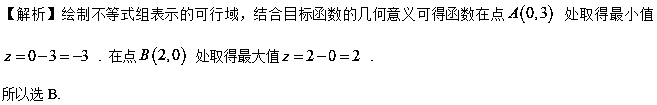 【解析】绘制不等式组表示的可行域，结合目标函数的几何意义可得函数在点 A(0,3) 处取得最小值
z=0−3=−3 ．在点 B(2,0) 处取得最大值 z=2−0=2 ．
所以选 B.